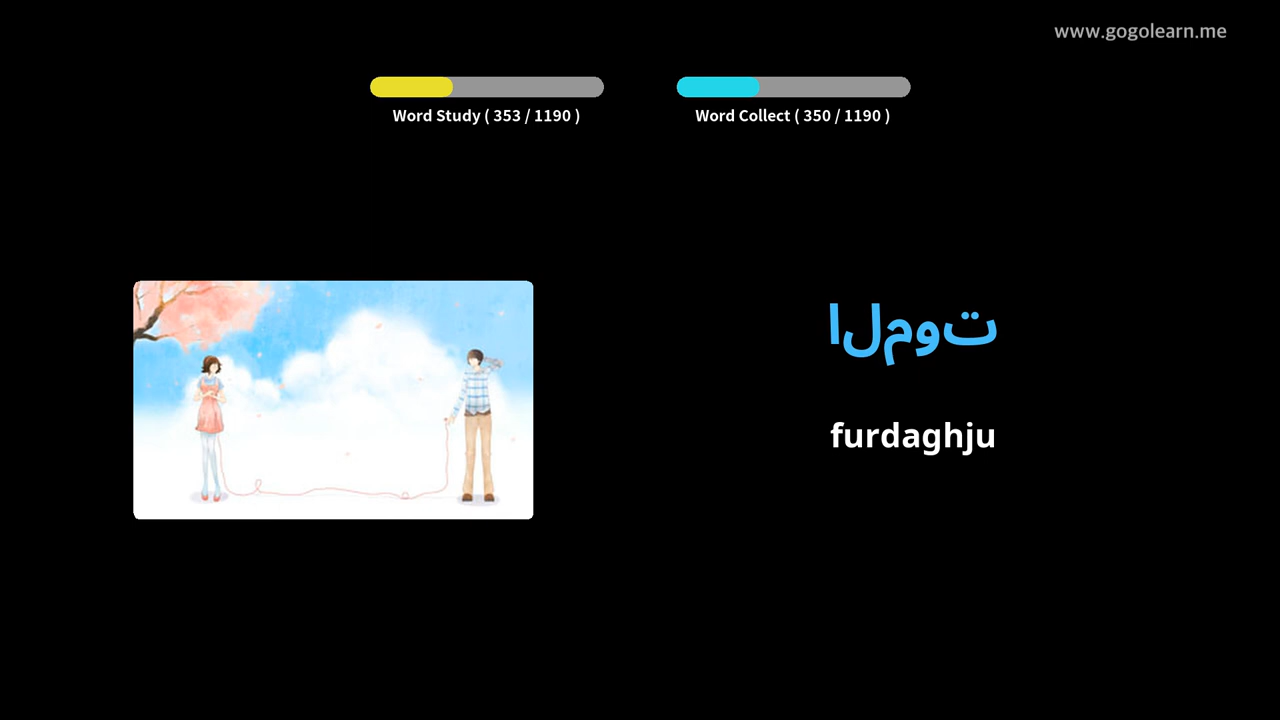 www.gogolearn.me
Word Study ( 353 / 1190 )
Word Collect ( 350 / 1190 )
الموت
furdaghju